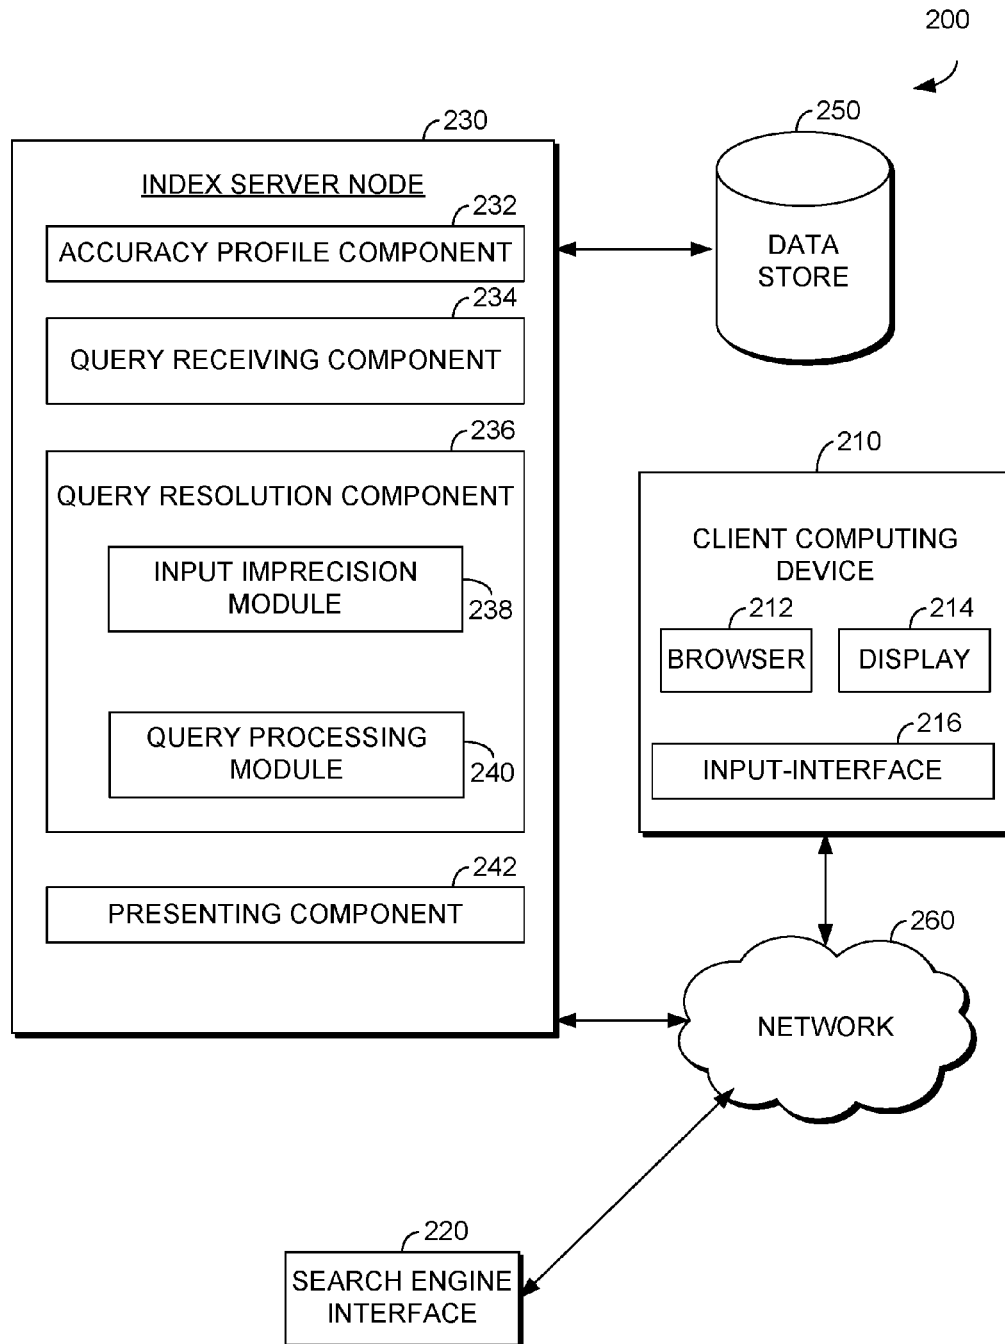 200
230
INDEX SERVER NODE
232
ACCURACY PROFILE COMPONENT
234
QUERY RECEIVING COMPONENT
236
QUERY RESOLUTION COMPONENT
INPUT IMPRECISION
MODULE
238
QUERY PROCESSING
MODULE
240
242
PRESENTING COMPONENT
250
DATA
STORE
210
CLIENT COMPUTING
DEVICE
212
BROWSER
214
DISPLAY
216
INPUT-INTERFACE
260
NETWORK
220
SEARCH ENGINE
INTERFACE